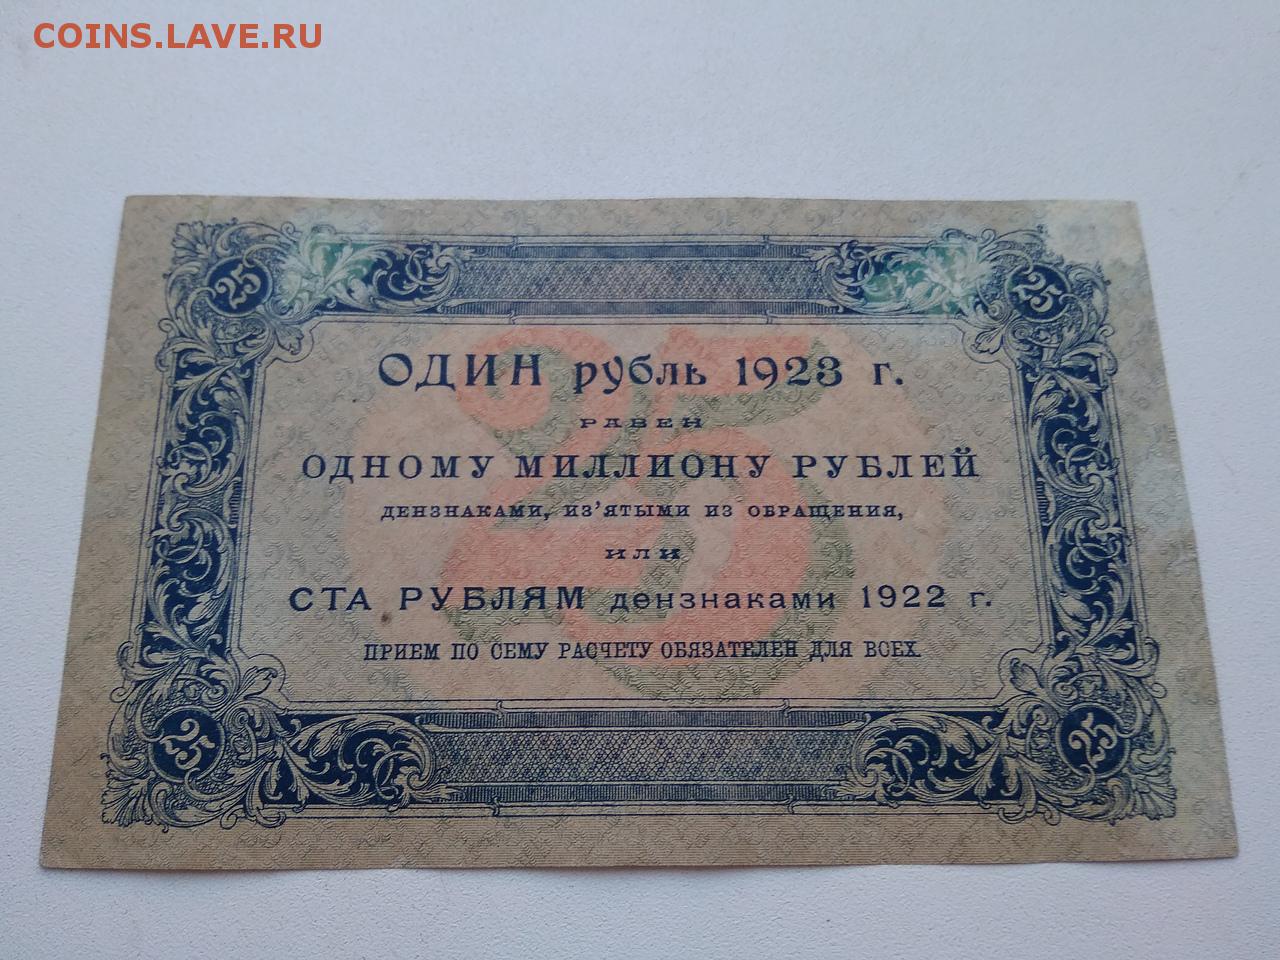 COINS.LAVE.RU
25 25
ОДИН рубль 1923 г.
РАВЕН
ОДНОМУ МИЛЛИОНУ РУБЛЕЙ
ДЕНЗНАКАМИ, ИЗ'ЯТЫМИ ИЗ ОБРАЩЕНИЯ,
ИЛИ
СТА РУБЛЯМ дензнаками 1922 г.
ПРИЕМ ПО СЕМУ РАСЧЕТУ ОБЯЗАТЕЛЕН ДЛЯ ВСЕХ.
25
25 25